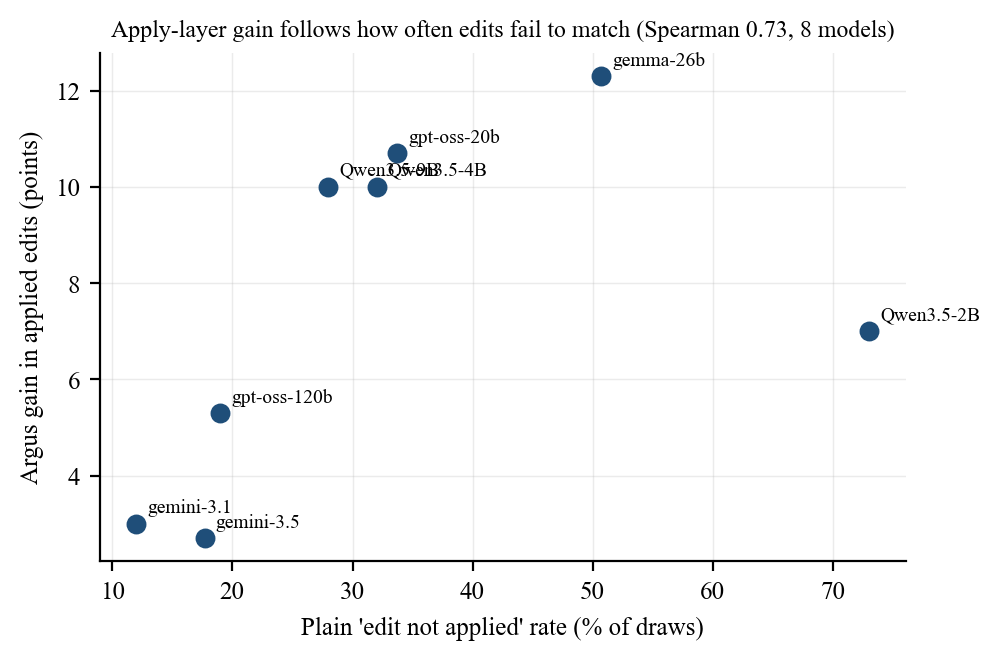 Apply-layer gain follows how often edits fail to match (Spearman 0.73, 8 models)
Argus gain in applied edits (points)
12
10
8
6
4
gemma-26b
gpt-oss-20b
Qwen3.5-9B
Qwen3.5-4B
Qwen3.5-2B
gpt-oss-120b
gemini-3.1
gemini-3.5
10 20 30 40 50 60 70
Plain 'edit not applied' rate (% of draws)